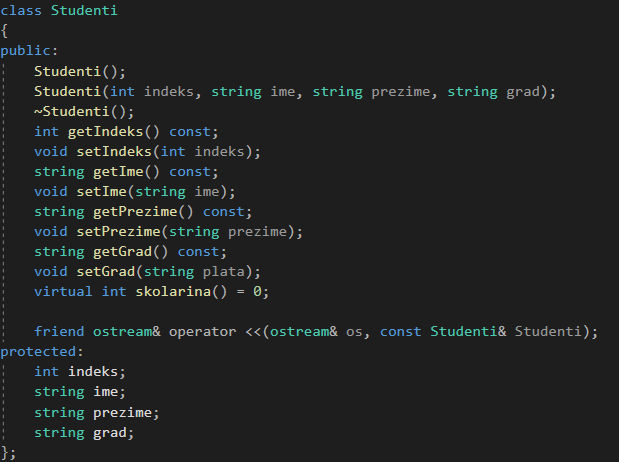 class Studenti
{
public:
    Studenti();
    Studenti(int indeks, string ime, string prezime, string grad);
    ~Studenti();
    int getIndeks() const;
    void setIndeks(int indeks);
    string getIme() const;
    void setIme(string ime);
    string getPrezime() const;
    void setPrezime(string prezime);
    string getGrad() const;
    void setGrad(string plata);
    virtual int skolarina() = 0;

    friend ostream& operator <<(ostream& os, const Studenti& Studenti);
protected:
    int indeks;
    string ime;
    string prezime;
    string grad;
};